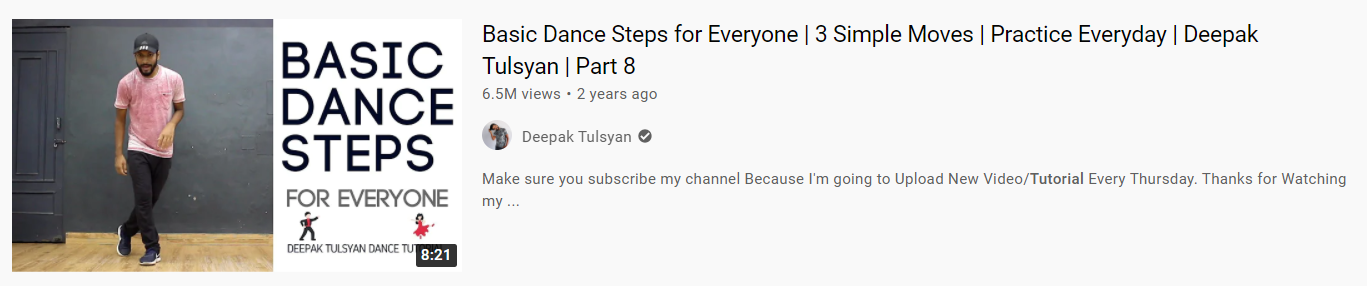 BASIC
DANCE
STEPS
FOR EVERYONE
8:21
Basic Dance Steps for Everyone | 3 Simple Moves | Practice Everyday | Deepak
Tulsyan | Part 8
6.5M views • 2 years ago
Deepak Tulsyan
Make sure you subscribe my channel Because I'm going to Upload New Video/Tutorial Every Thursday. Thanks for Watching
my ...
DEEPAK TULSYAN DANCE